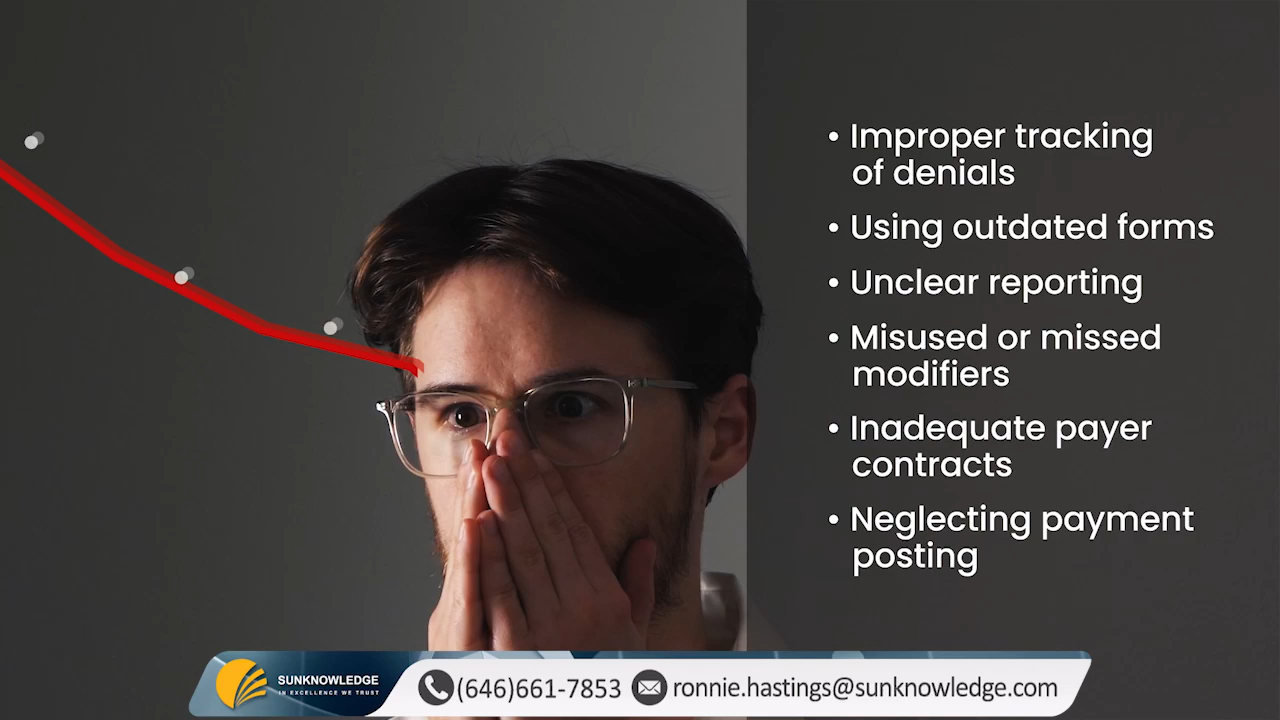 • Improper tracking
of denials
• Using outdated forms
• Unclear reporting
• Misused or missed
modifiers
• Inadequate payer
contracts
• Neglecting payment
posting
SUNKNOWLEDGE
IN EXCELLENCE WE TRUST
(646)661-7853
ronnie.hastings@sunknowledge.com